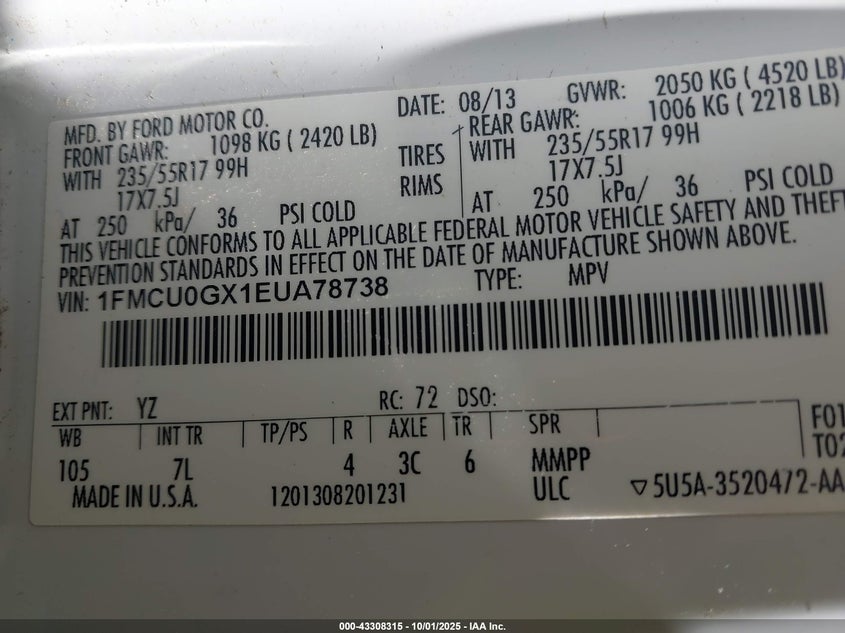 MFD. BY FORD MOTOR CO. DATE: 08/13 GVWR: 2050 KG ( 4520 LB)
FRONT GAWR: 1098 KG ( 2420 LB) REAR GAWR: 1006 KG ( 2218 LB)
WITH 235/55R17 99H TIRES WITH 235/55R17 99H
17X7.5J RIMS 17X7.5J
AT 250 kPa/ 36 PSI COLD AT 250 kPa/ 36 PSI COLD
THIS VEHICLE CONFORMS TO ALL APPLICABLE FEDERAL MOTOR VEHICLE SAFETY AND THEFT
PREVENTION STANDARDS IN EFFECT ON THE DATE OF MANUFACTURE SHOWN ABOVE.
VIN: 1FMCU0GX1EUA78738 TYPE: MPV
EXT PNT: YZ RC: 72 DSO:
WB INT TR TP/PS R AXLE TR SPR F01
105 7L 4 3C 6 MMPP T02
MADE IN U.S.A. 1201308201231 ULC ▽5U5A-3520472-AA
000-43308315 - 10/01/2025 - IAA Inc.